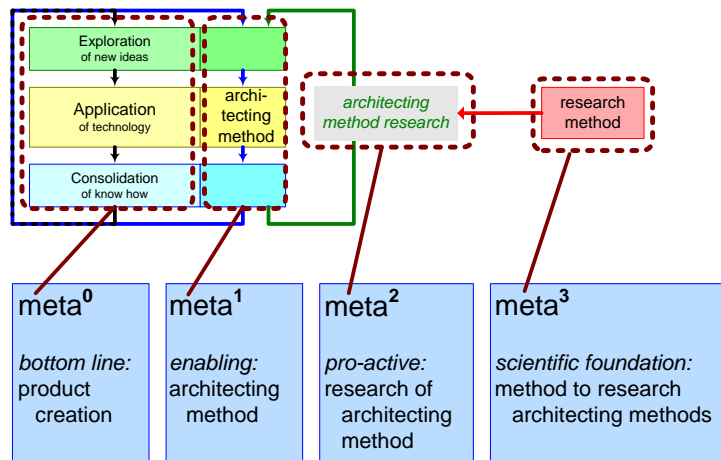 Exploration
of new ideas
Application
of technology
archi-
tecting
method
Consolidation
of know how
architecting
method research
research
method
meta0
bottom line:
product
creation
meta1
enabling:
architecting
method
meta2
pro-active:
research of
architecting
method
meta3
scientific foundation:
method to research
architecting methods